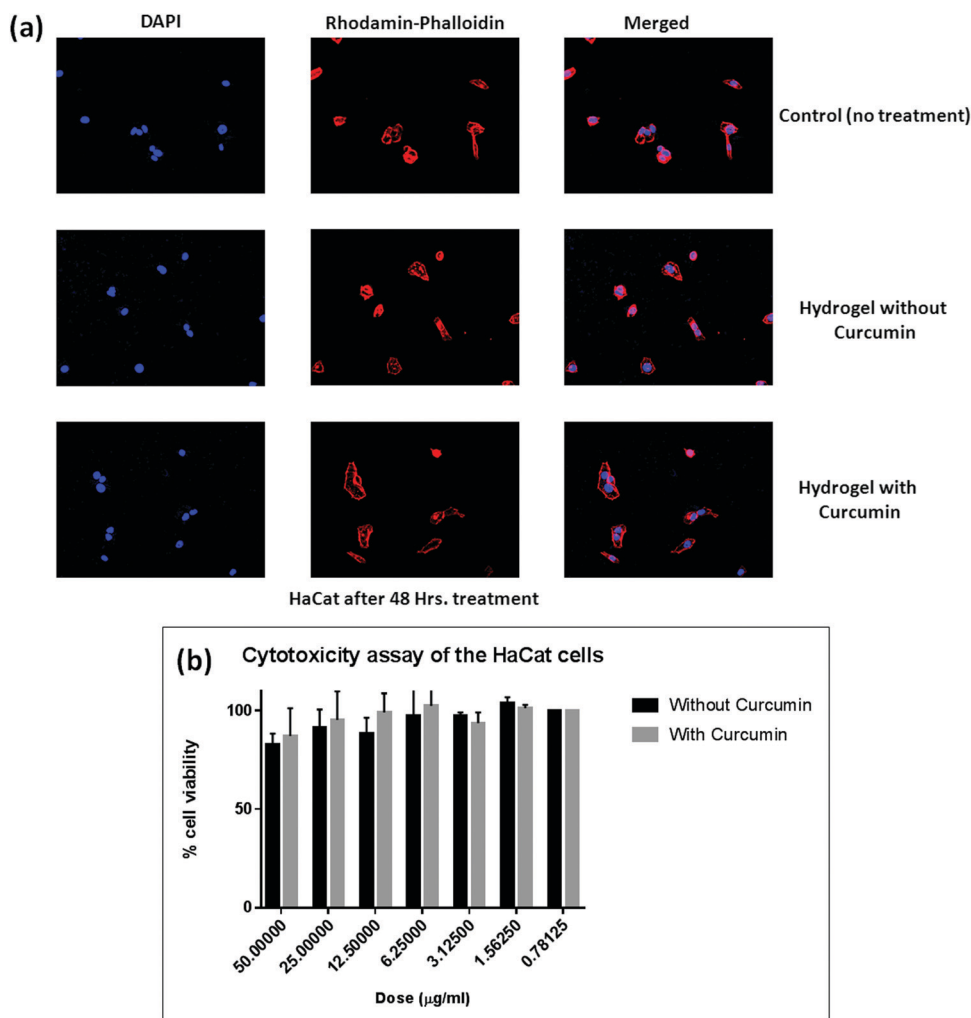 (a)
DAPI
Rhodamin-Phalloidin
Merged
Control (no treatment)
Hydrogel without
Curcumin
Hydrogel with
Curcumin
HaCat after 48 Hrs. treatment
(b) Cytotoxicity assay of the HaCat cells
% cell viability
100
50
0
Without Curcumin
With Curcumin
50.00000
25.00000
12.50000
6.25000
3.12500
1.56250
0.78125
Dose (μg/ml)